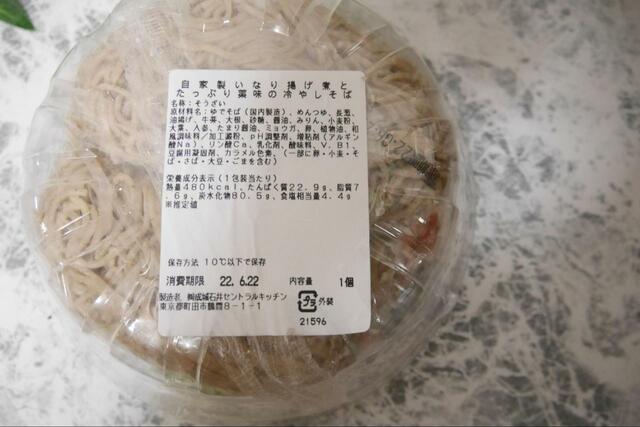 自家製いなり揚げ煮と
たっぷり薬味の冷やしそば
名称:そうざい
原材料名:ゆでそば(国内製造)、めんつゆ、長葱、
油揚げ、牛蒡、大根、砂糖、醤油、みりん、小麦粉、
大葉、人参、たまり醤油、ミョウガ、卵、植物油、和
風調味料/加工澱粉、pH調整剤、増粘剤(アルギン
酸Na)、リン酸Ca、乳化剤、酸味料、V.B1、
豆腐用凝固剤、カラメル色素、(一部に卵・小麦・そ
ば・さば・大豆・ごまを含む)
栄養成分表示(1包装当たり)
熱量480kcal、たんぱく質22.9g、脂質7
.6g、炭水化物80.5g、食塩相当量4.4g
※推定値
保存方法 10℃以下で保存
消費期限 22.6.22 内容量 1個
製造者 ㈱成城石井セントラルキッチン
東京都町田市鶴間8-1-1
プラ 外装
21596